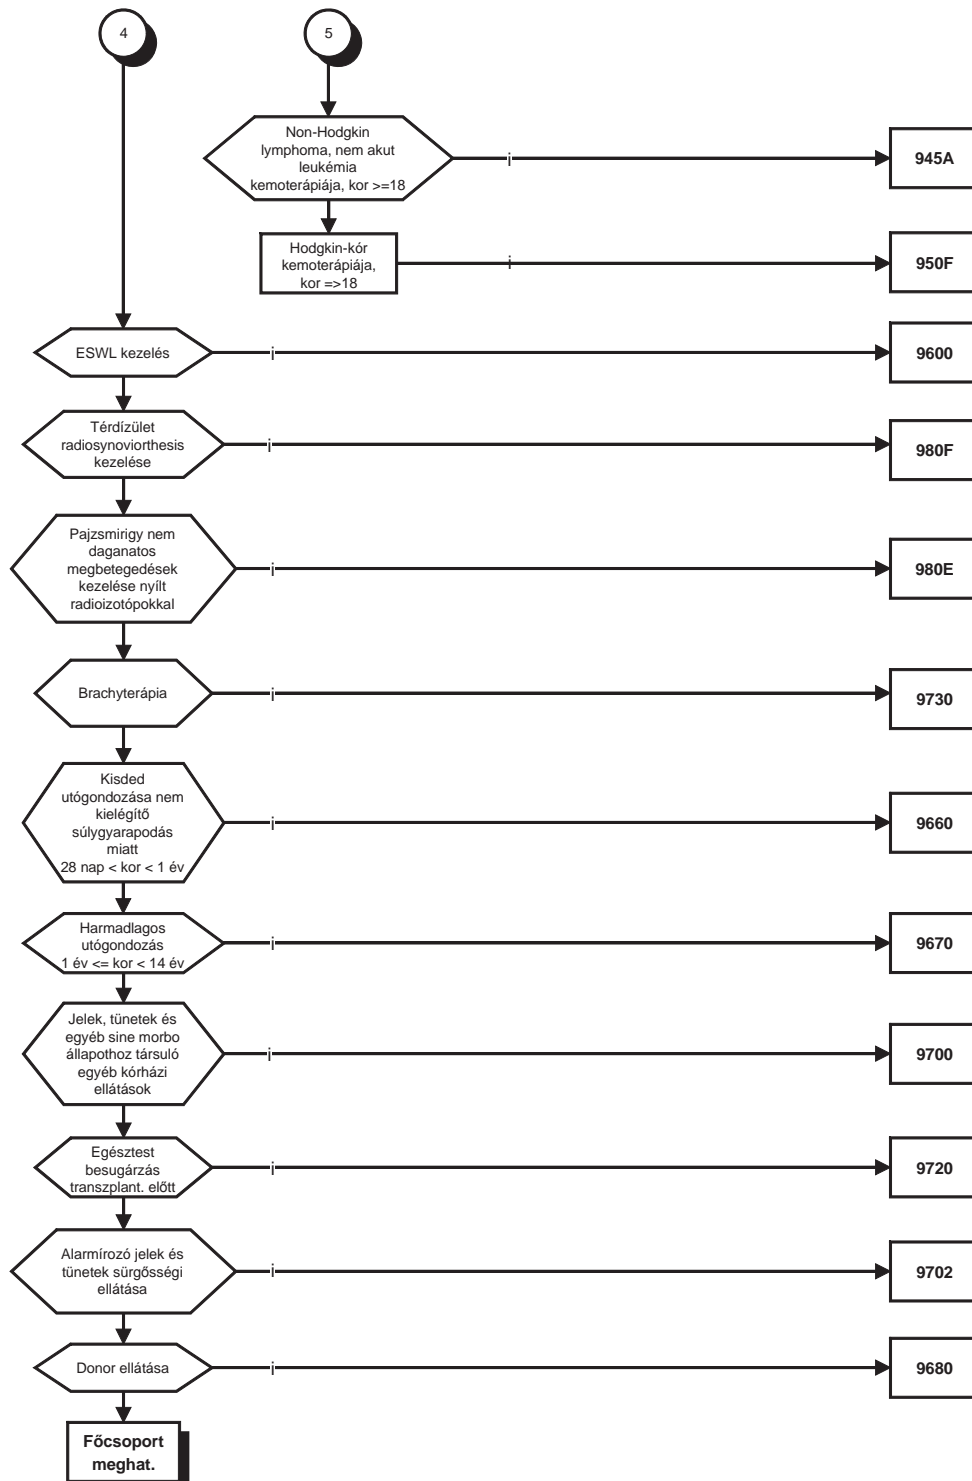 4
5
Non-Hodgkin
lymphoma, nem akut
leukémia
kemoterápiája, kor >=18
i
945A
Hodgkin-kór
kemoterápiája,
kor =>18
i
950F
ESWL kezelés
i
9600
Térdízület
radiosynoviorthesis
kezelése
i
980F
Pajzsmirigy nem
daganatos
megbetegedések
kezelése nyílt
radioizotópokkal
i
980E
Brachyterápia
i
9730
Kisded
utógondozása nem
kielégítő
súlygyarapodás
miatt
28 nap < kor < 1 év
i
9660
Harmadlagos
utógondozás
1 év <= kor < 14 év
i
9670
Jelek, tünetek és
egyéb sine morbo
állapothoz társuló
egyéb kórházi
ellátások
i
9700
Egésztest
besugárzás
transzplant. előtt
i
9720
Alarmírozó jelek és
tünetek sürgősségi
ellátása
i
9702
Donor ellátása
i
9680
Főcsoport
meghat.